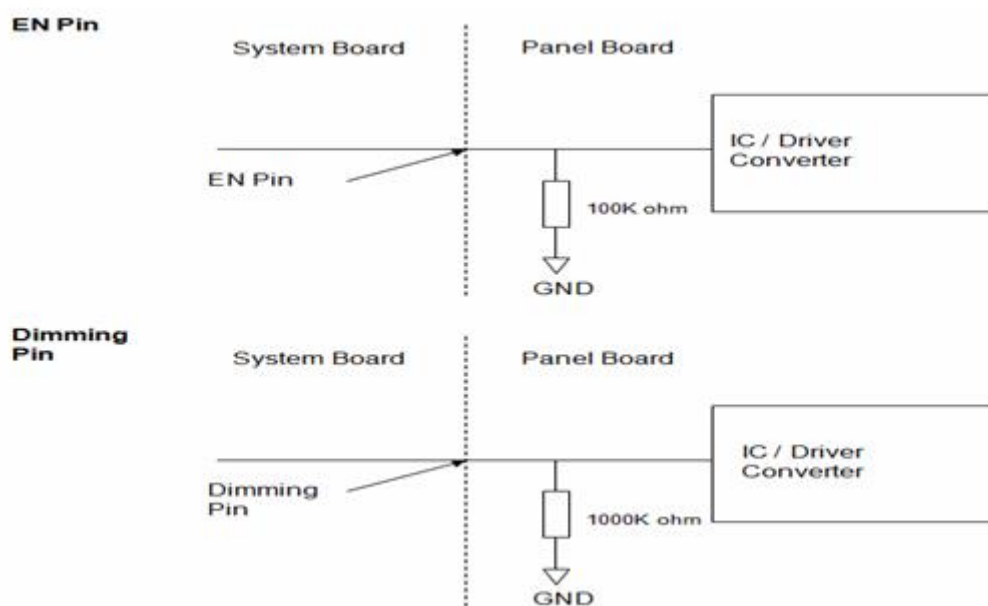 EN Pin
System Board
Panel Board
IC / Driver
Converter
EN Pin
100K ohm
GND
Dimming
Pin
System Board
Panel Board
IC / Driver
Converter
Dimming
Pin
1000K ohm
GND